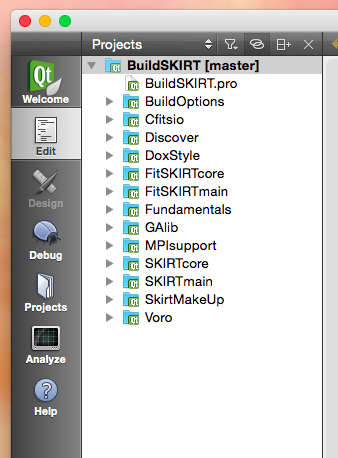 Projects
Qt
Welcome
Edit
Design
Debug
Projects
Analyze
Help
BuildSKIRT [master]
BuildSKIRT.pro
BuildOptions
Cfitsio
Discover
DoxStyle
FitSKIRTcore
FitSKIRTmain
Fundamentals
GAlib
MPIsupport
SKIRTcore
SKIRTmain
SkirtMakeUp
Voro